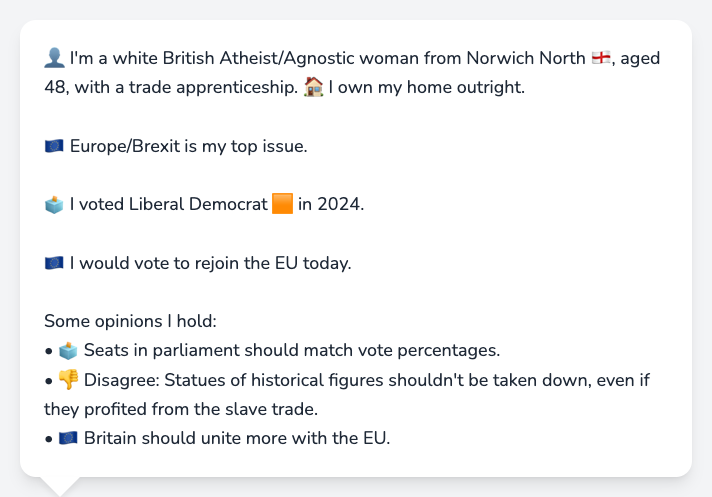 👤 I'm a white British Atheist/Agnostic woman from Norwich North 🏴󠁧󠁢󠁥󠁮󠁧󠁿, aged
48, with a trade apprenticeship. 🏠 I own my home outright.
🇪🇺 Europe/Brexit is my top issue.
🗳️ I voted Liberal Democrat 🟧 in 2024.
🇪🇺 I would vote to rejoin the EU today.
Some opinions I hold:
• 🗳️ Seats in parliament should match vote percentages.
• 👎 Disagree: Statues of historical figures shouldn't be taken down, even if
they profited from the slave trade.
• 🇪🇺 Britain should unite more with the EU.